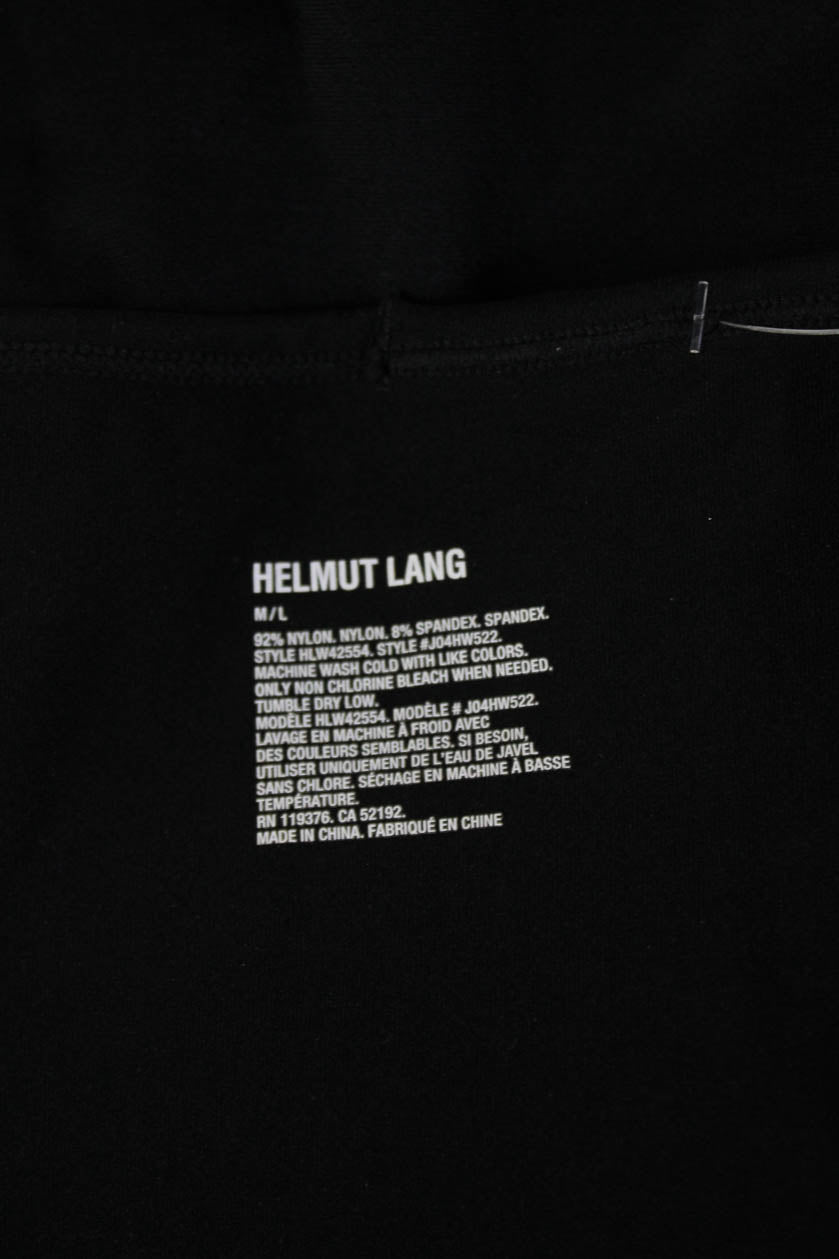 HELMUT LANG
M/L
92% NYLON. NYLON. 8% SPANDEX. SPANDEX.
STYLE HLW42554. STYLE #J04HW522.
MACHINE WASH COLD WITH LIKE COLORS.
ONLY NON CHLORINE BLEACH WHEN NEEDED.
TUMBLE DRY LOW.
MODÈLE HLW42554. MODÈLE # J04HW522.
LAVAGE EN MACHINE À FROID AVEC
DES COULEURS SEMBLABLES. SI BESOIN,
UTILISER UNIQUEMENT DE L'EAU DE JAVEL
SANS CHLORE. SÉCHAGE EN MACHINE À BASSE
TEMPÉRATURE.
RN 119376. CA 52192.
MADE IN CHINA. FABRIQUÉ EN CHINE